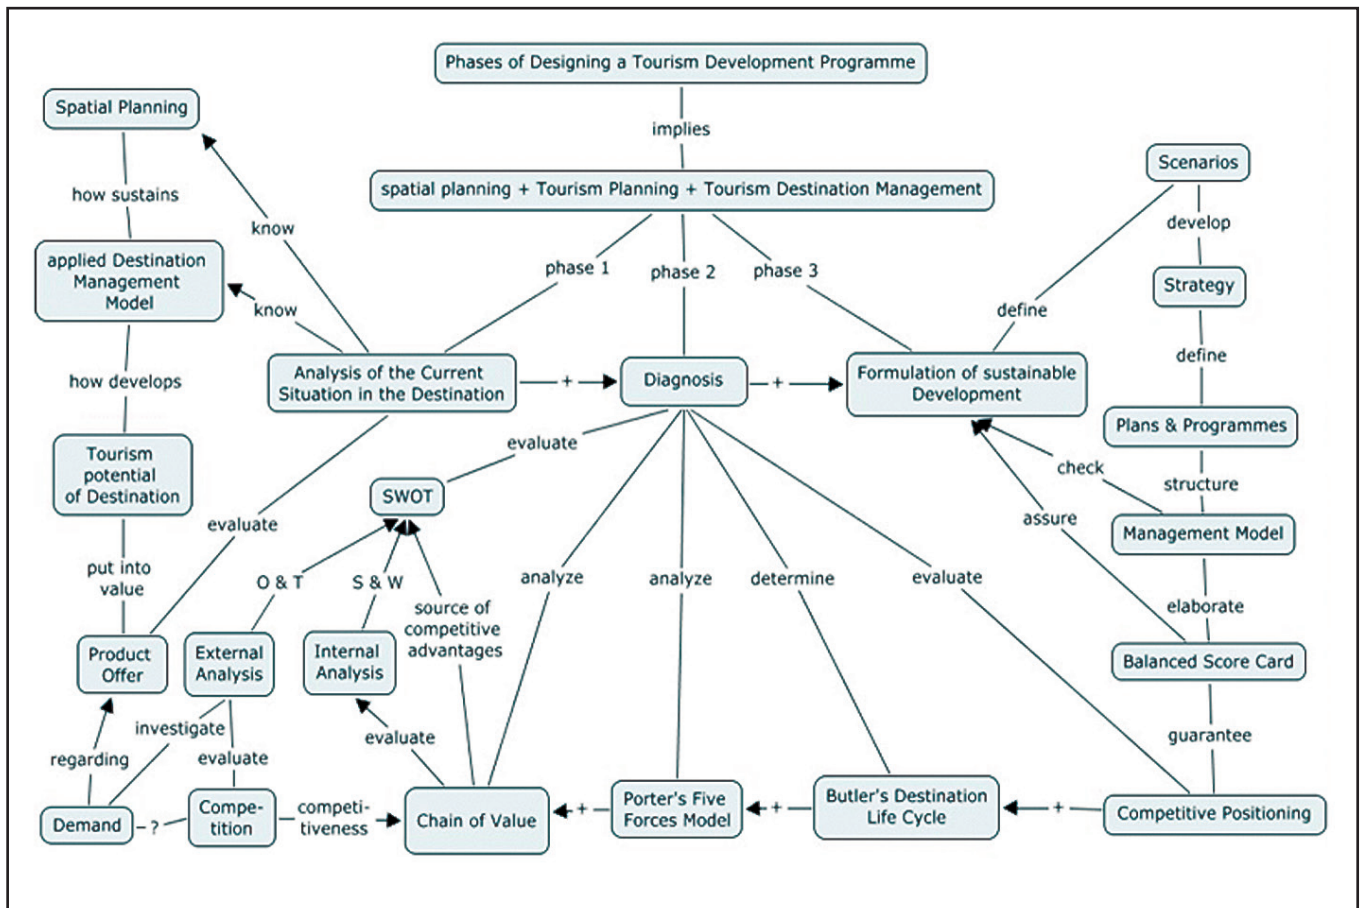 Phases of Designing a Tourism Development Programme
Spatial Planning
implies
Scenarios
spatial planning + Tourism Planning + Tourism Destination Management
how sustains
know
develop
applied Destination
Management
Model
phase 1
phase 2
phase 3
Strategy
know
define
define
how develops
Analysis of the Current
Situation in the Destination
+
Diagnosis
+
Formulation of sustainable
Development
Plans & Programmes
evaluate
Tourism
potential
of Destination
check
structure
SWOT
evaluate
assure
Management Model
put into
value
O & T
S & W
source of
competitive
advantages
analyze
analyze
determine
evaluate
elaborate
Product
Offer
External
Analysis
Internal
Analysis
Balanced Score Card
investigate
evaluate
guarantee
regarding
evaluate
Demand
?
Compe-
tition
competi-
tiveness
Chain of Value
+
Porter's Five
Forces Model
+
Butler's Destination
Life Cycle
+
Competitive Positioning